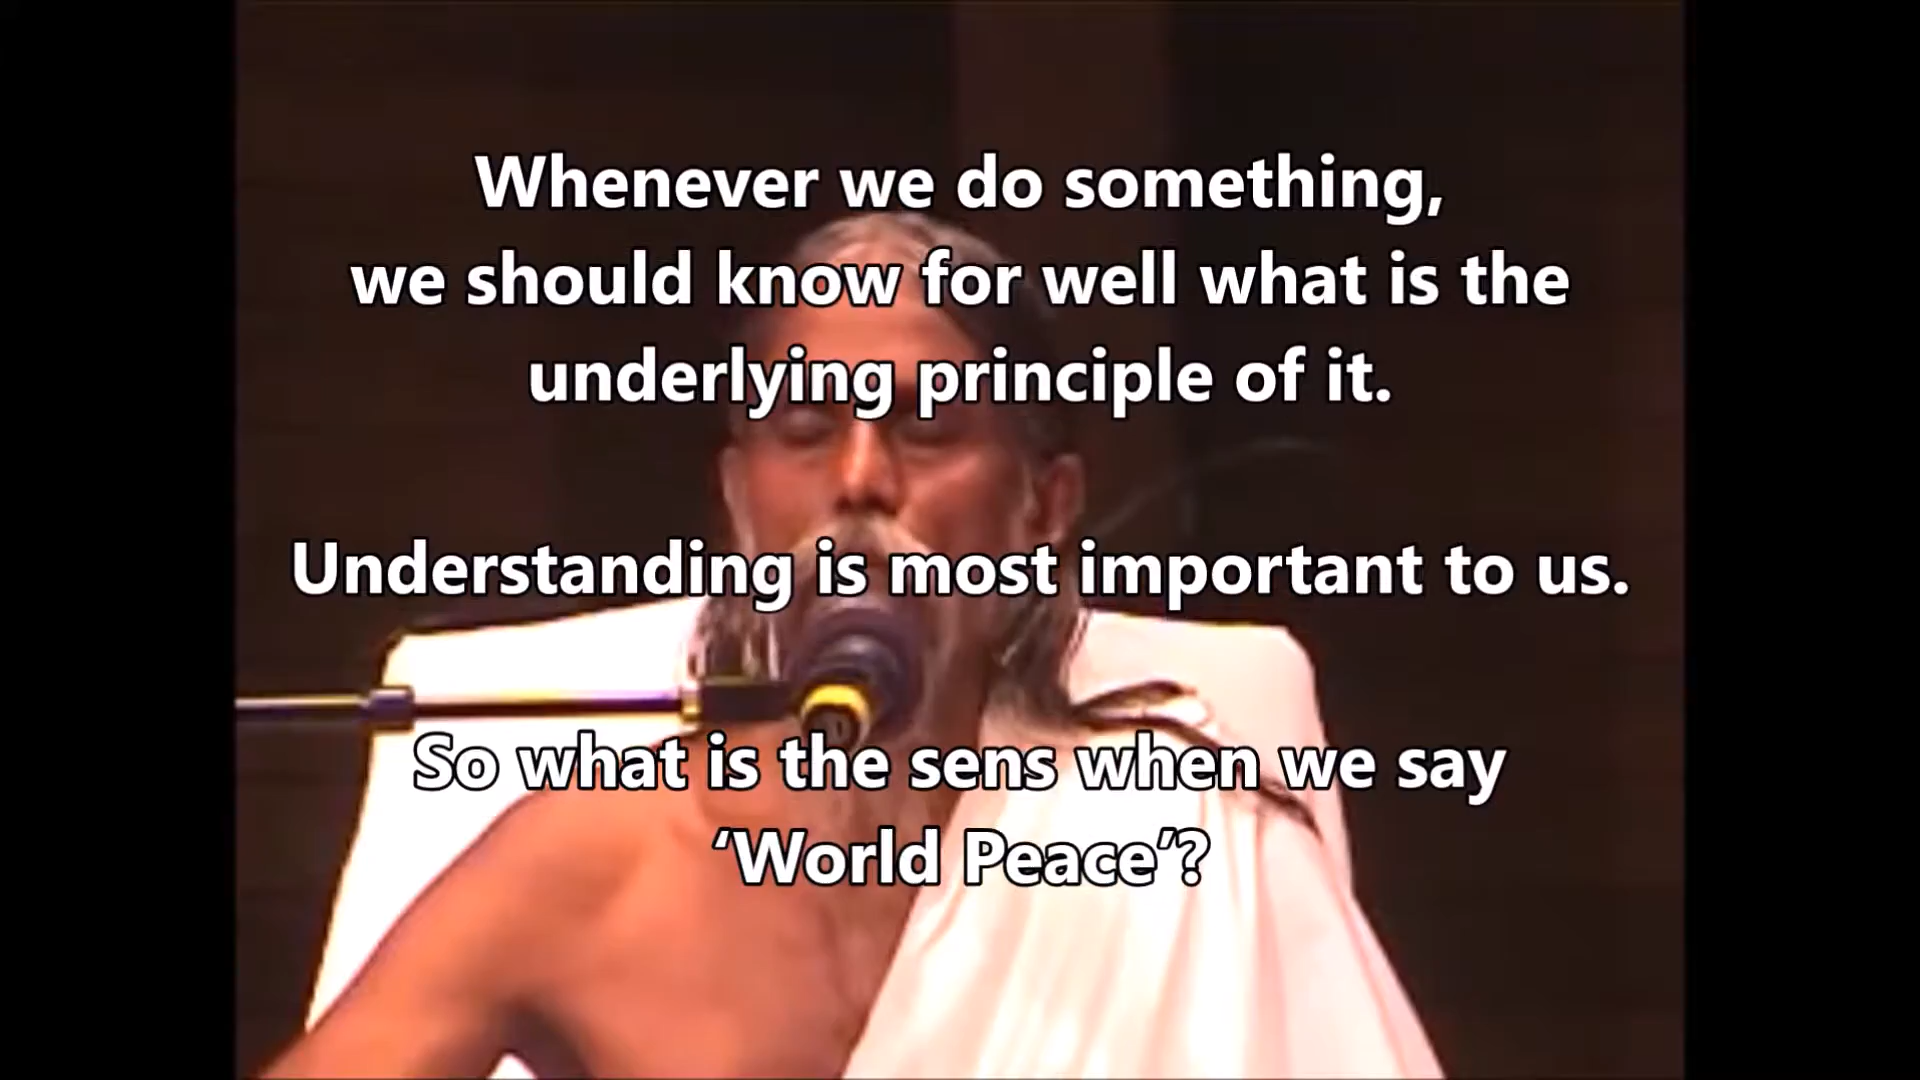 Whenever we do something,
we should know for well what is the
underlying principle of it.
Understanding is most important to us.
So what is the sens when we say
‘World Peace’?